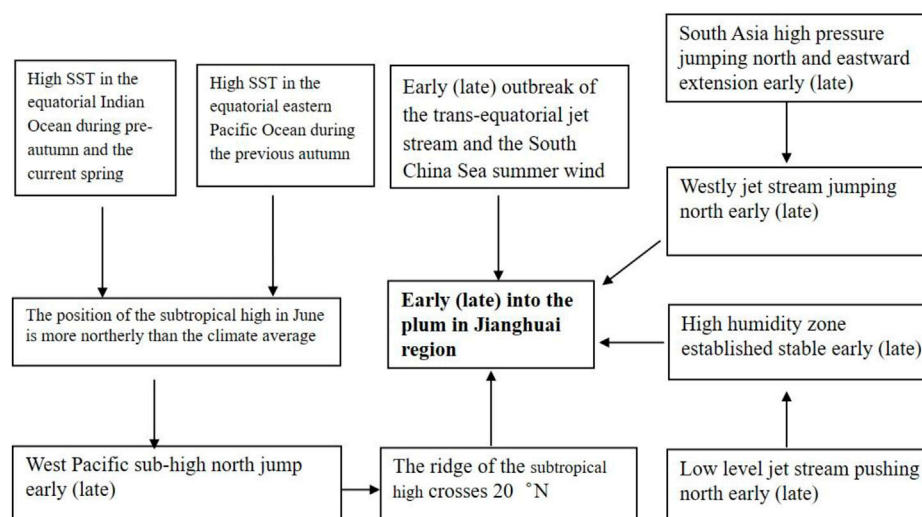 High SST in the
equatorial Indian
Ocean during pre-
autumn and the
current spring
High SST in the
equatorial eastern
Pacific Ocean during
the previous autumn
Early (late) outbreak of
the trans-equatorial jet
stream and the South
China Sea summer wind
South Asia high pressure
jumping north and eastward
extension early (late)
Westly jet stream jumping
north early (late)
The position of the subtropical high in June
is more northerly than the climate average
Early (late) into the
plum in Jianghuai
region
High humidity zone
established stable early (late)
West Pacific sub-high north jump
early (late)
The ridge of the subtropical
high crosses 20 °N
Low level jet stream pushing
north early (late)